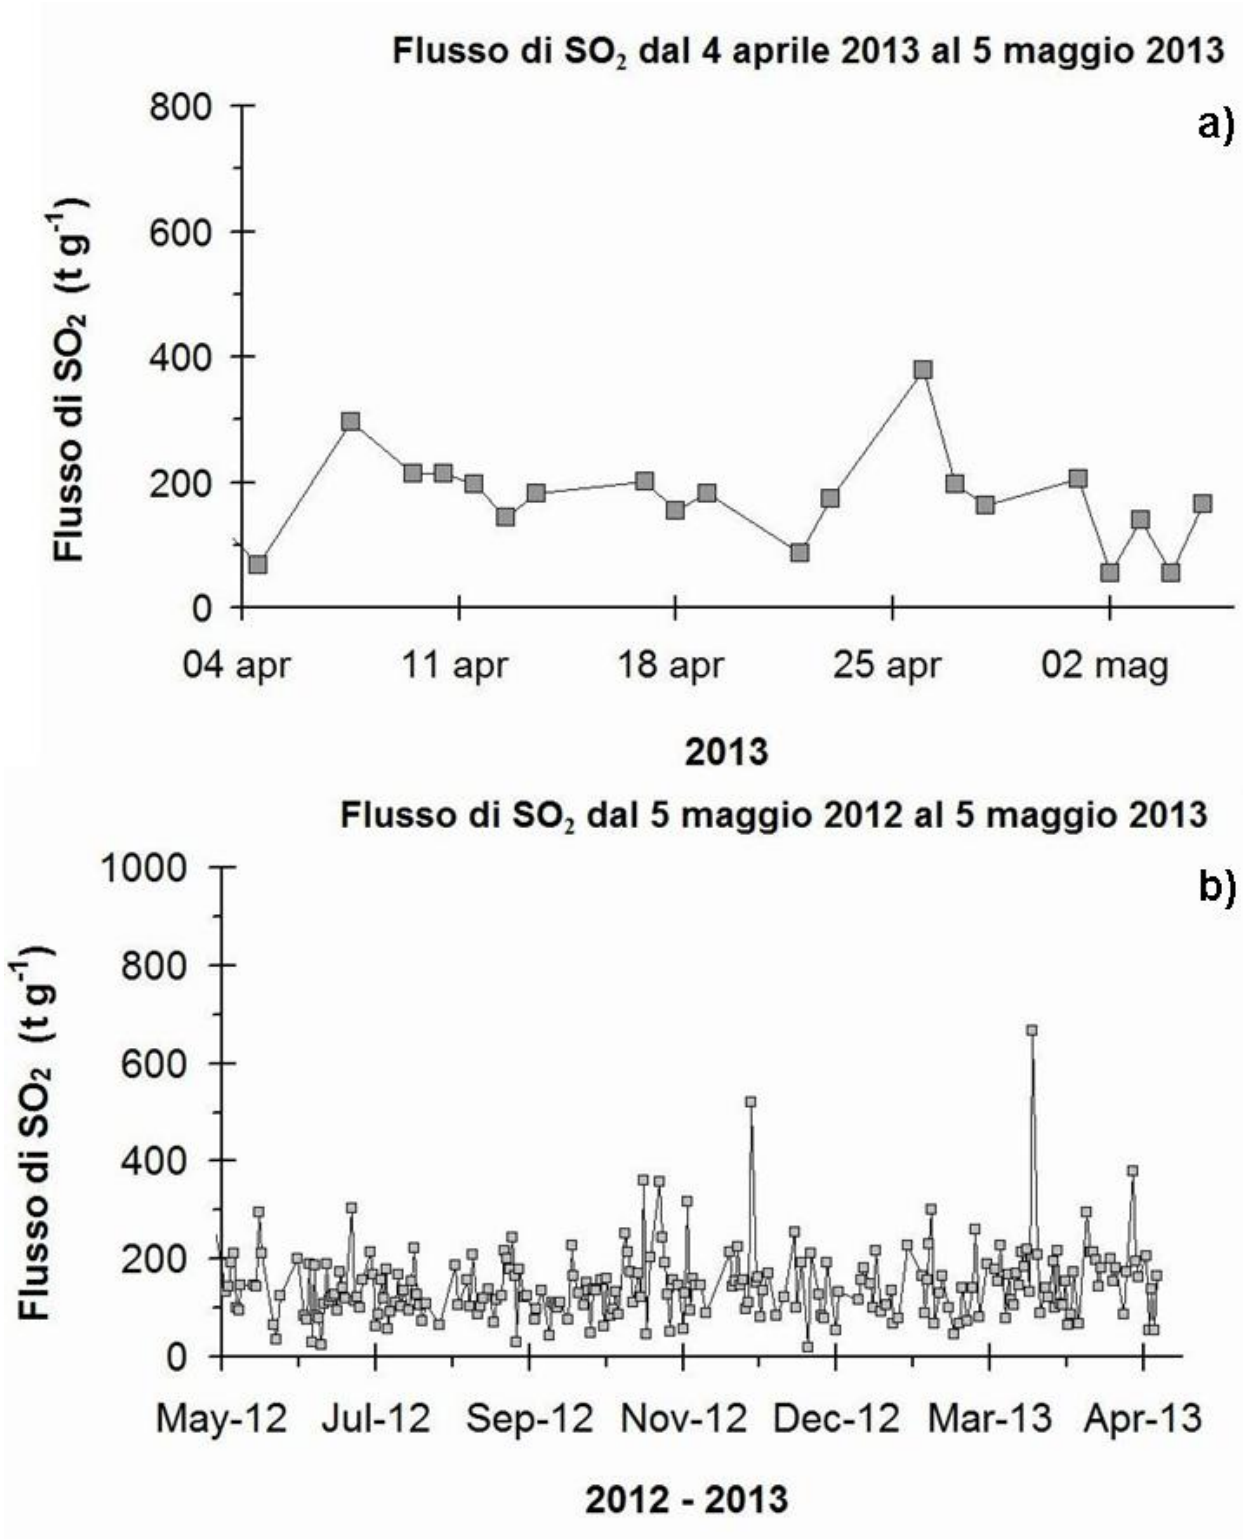 Flusso di SO₂ dal 4 aprile 2013 al 5 maggio 2013
a)
800
600
400
200
0
Flusso di SO₂ (t g⁻¹)
04 apr 11 apr 18 apr 25 apr 02 mag
2013
Flusso di SO₂ dal 5 maggio 2012 al 5 maggio 2013
b)
1000
800
600
400
200
0
Flusso di SO₂ (t g⁻¹)
May-12 Jul-12 Sep-12 Nov-12 Dec-12 Mar-13 Apr-13
2012 - 2013